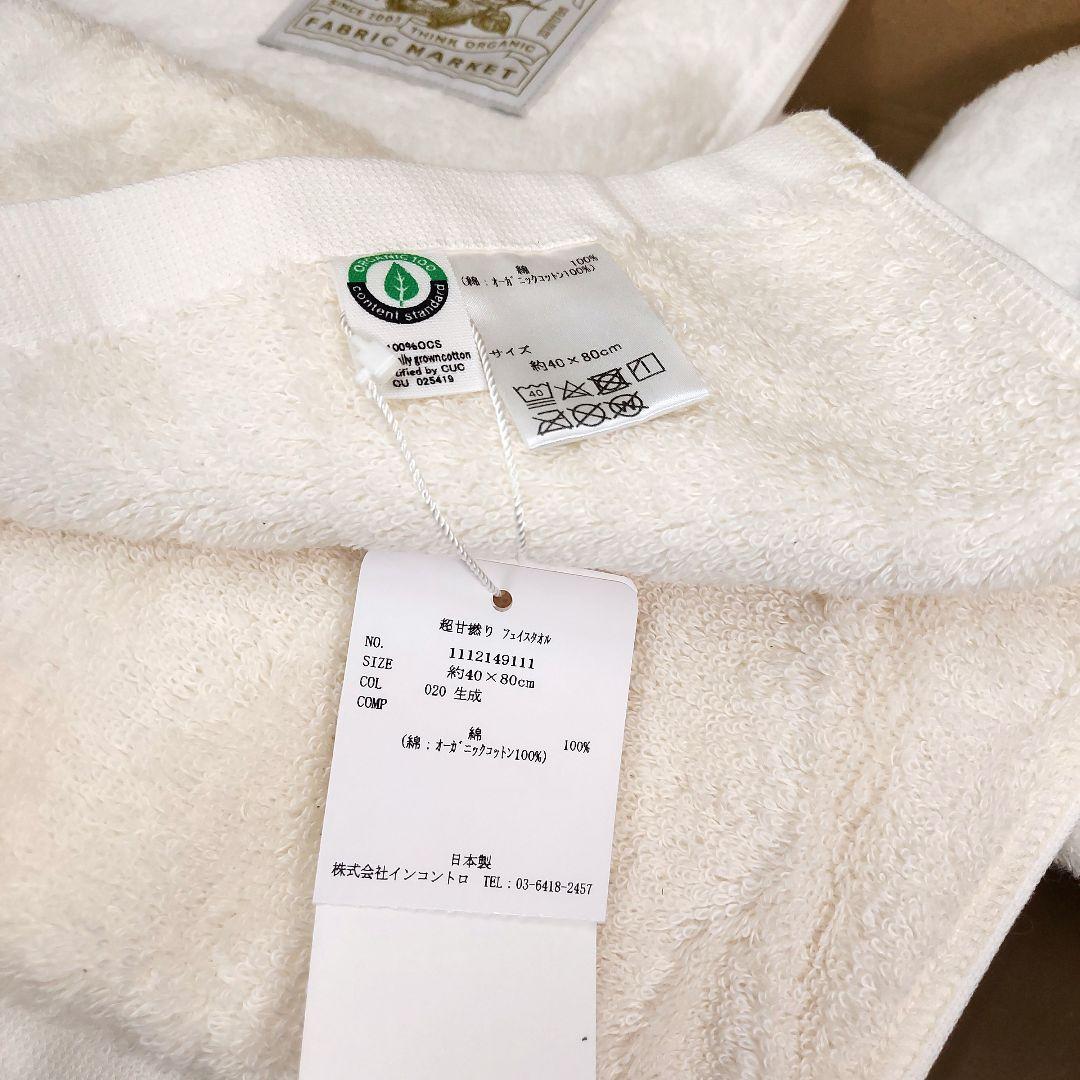 SINCE 2003 THINK ORGANIC
FABRIC MARKET
ORGANIC 100
content standard
100%OCS
grown cotton
by CUC
CU 025419
綿 100%
(綿：オーガニックコットン100%)
サイズ
約40×80cm
40
W
超甘撚り フェイスタオル
NO. 1112149111
SIZE 約40×80cm
COL 020 生成
COMP
綿 100%
(綿：オーガニックコットン100%)
日本製
株式会社インコントロ TEL：03-6418-2457